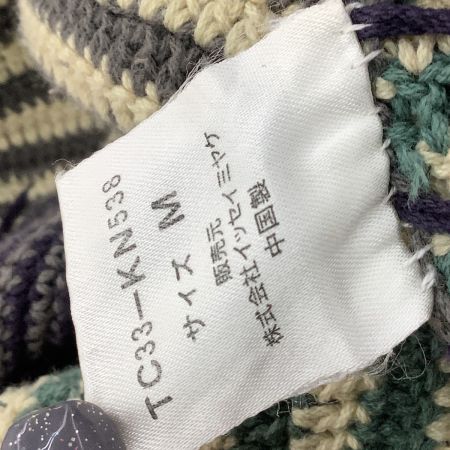 TC33-KN538
サイズ M
販売元
株式会社イッセイミヤケ
中国製